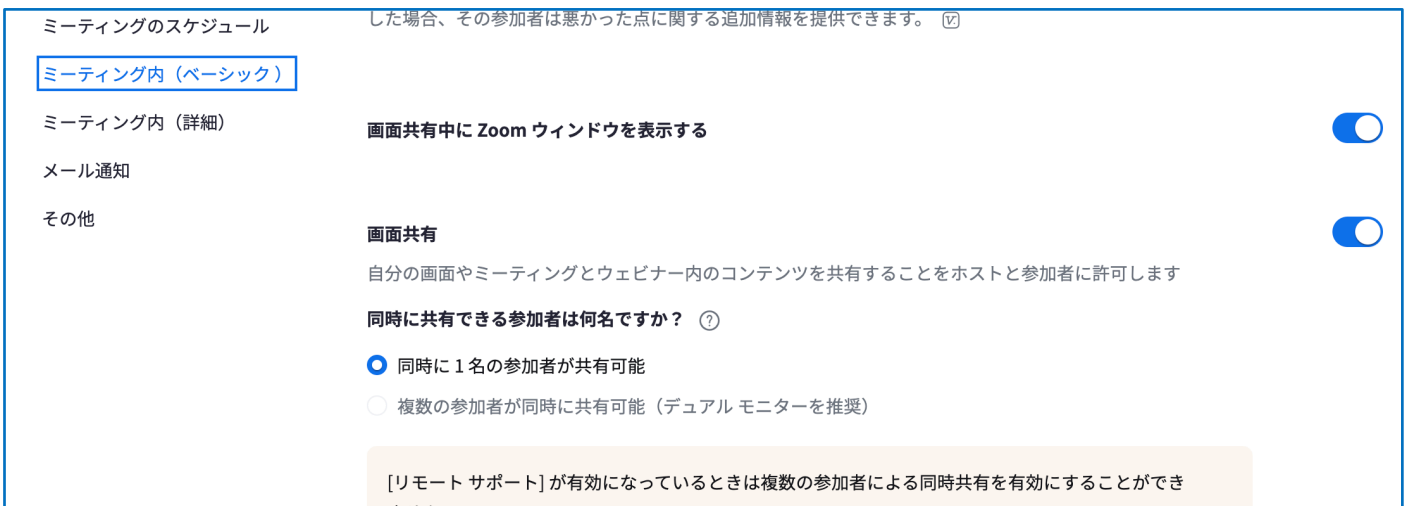 ミーティングのスケジュール
ミーティング内（ベーシック）
ミーティング内（詳細）
メール通知
その他
した場合、その参加者は悪かった点に関する追加情報を提供できます。
画面共有中に Zoom ウィンドウを表示する
画面共有
自分の画面やミーティングとウェビナー内のコンテンツを共有することをホストと参加者に許可します
同時に共有できる参加者は何名ですか？
同時に 1 名の参加者が共有可能
複数の参加者が同時に共有可能（デュアル モニターを推奨）
[リモート サポート] が有効になっているときは複数の参加者による同時共有を有効にすることができ